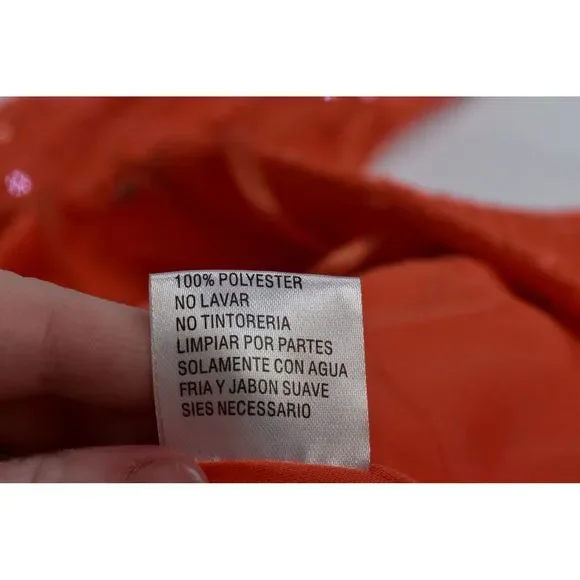 100% POLYESTER
NO LAVAR
NO TINTORERIA
LIMPIAR POR PARTES
SOLAMENTE CON AGUA
FRIA Y JABON SUAVE
SIES NECESSARIO